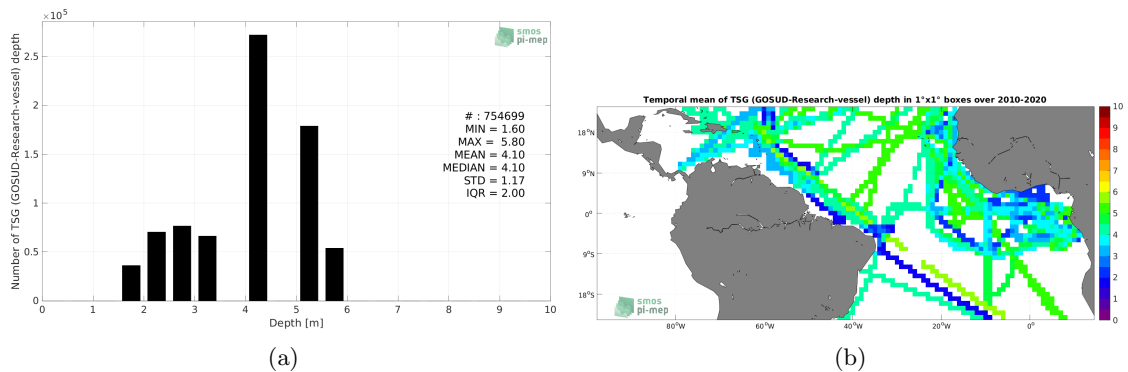 ×10⁵
smos
pi-mep
Number of TSG (GOSUD-Research-vessel) depth
2.5
2
1.5
1
0.5
0
# : 754699
MIN = 1.60
MAX = 5.80
MEAN = 4.10
MEDIAN = 4.10
STD = 1.17
IQR = 2.00
0 1 2 3 4 5 6 7 8 9 10
Depth [m]
(a)
Temporal mean of TSG (GOSUD-Research-vessel) depth in 1°x1° boxes over 2010-2020
18°N
9°N
0°
9°S
18°S
smos
pi-mep
80°W 60°W 40°W 20°W 0°
10
9
8
7
6
5
4
3
2
1
0
(b)